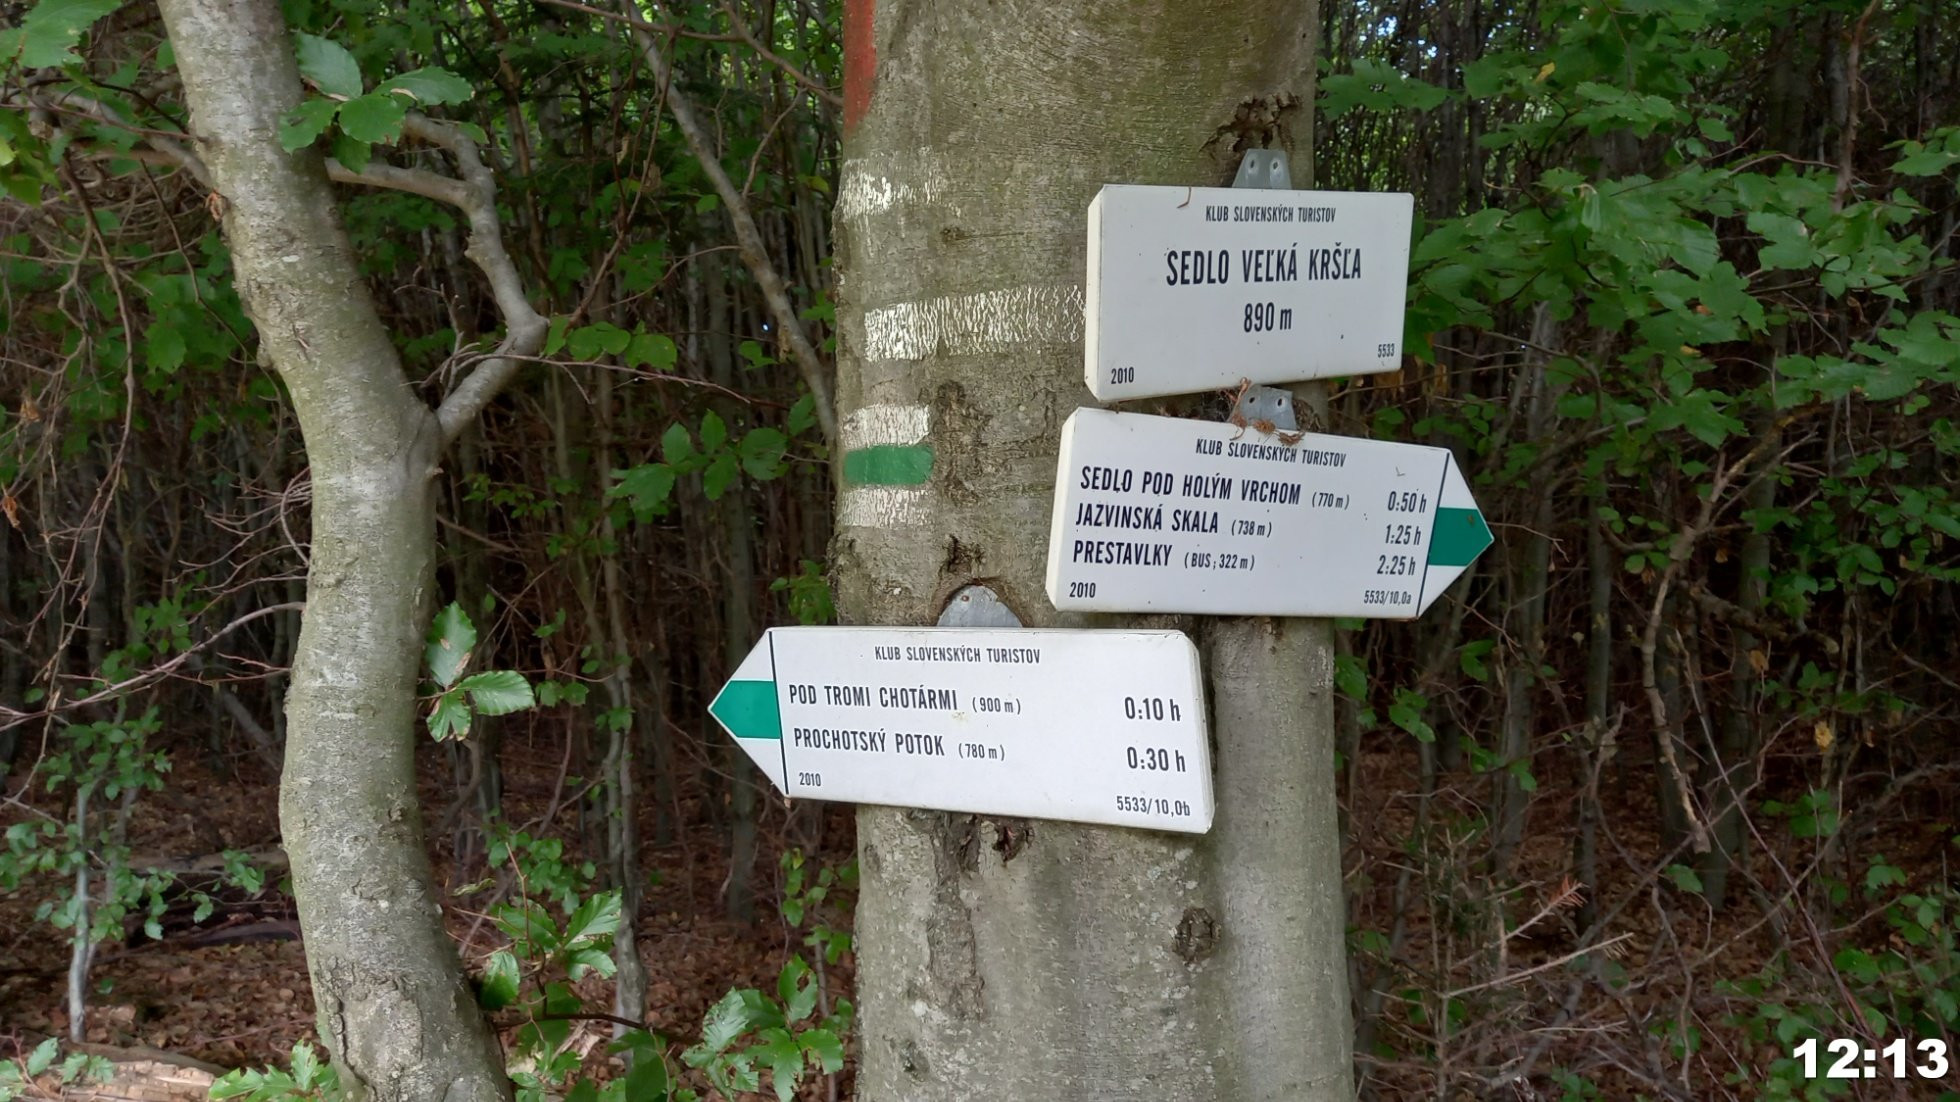 KLUB SLOVENSKÝCH TURISTOV
SEDLO VEĽKÁ KRŠĽA
890 m
5533
2010
KLUB SLOVENSKÝCH TURISTOV
SEDLO POD HOLÝM VRCHOM (770 m) 0:50 h
JAZVINSKÁ SKALA (738 m) 1:25 h
PRESTAVLKY (BUS; 322 m) 2:25 h
2010 5533/10,0a
KLUB SLOVENSKÝCH TURISTOV
POD TROMI CHOTÁRMI (900 m) 0:10 h
PROCHOTSKÝ POTOK (780 m) 0:30 h
2010 5533/10,0b
12:13